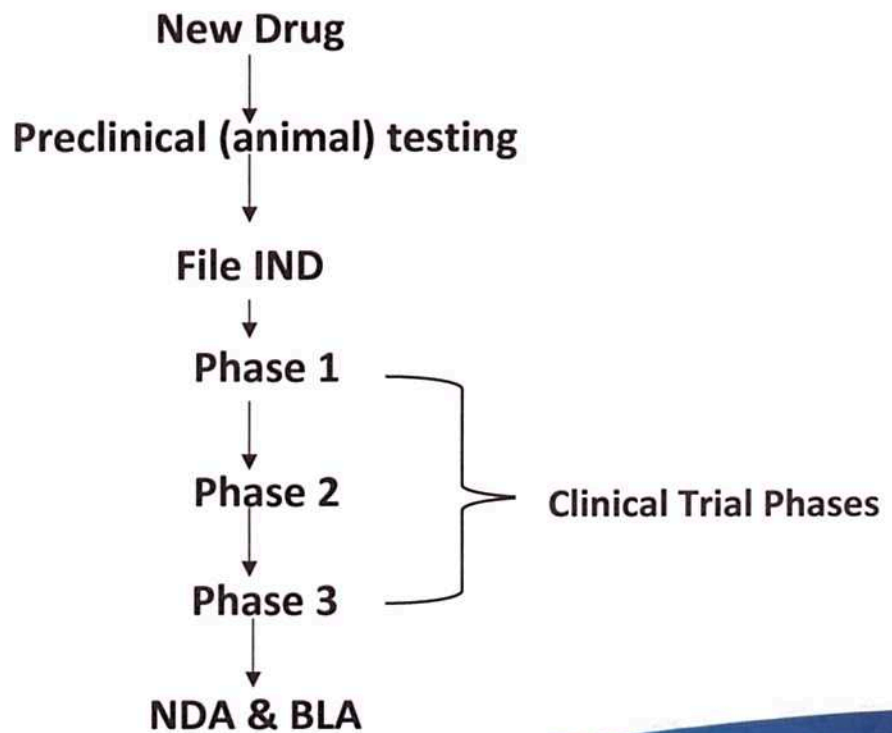 New Drug
Preclinical (animal) testing
File IND
Phase 1
Phase 2
Clinical Trial Phases
Phase 3
NDA & BLA